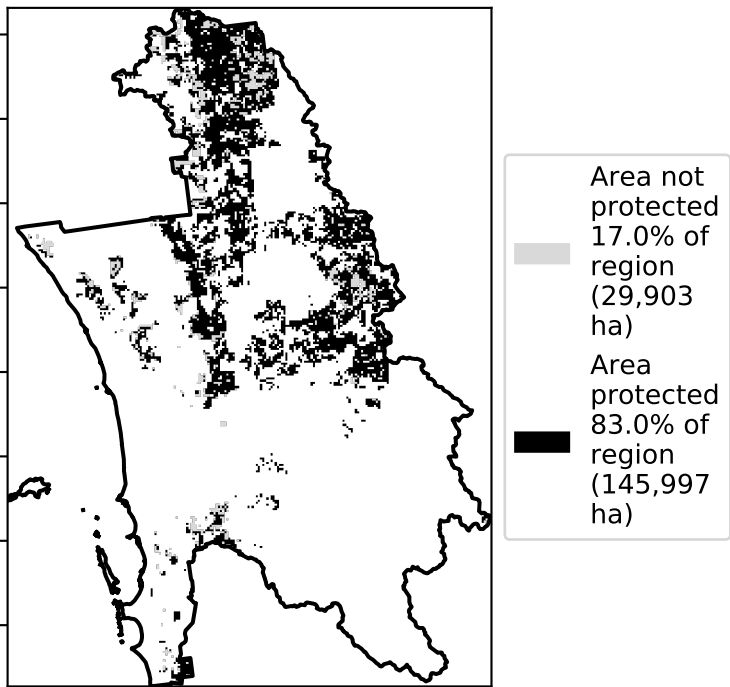 Area not
protected
17.0% of
region
(29,903
ha)
Area
protected
83.0% of
region
(145,997
ha)